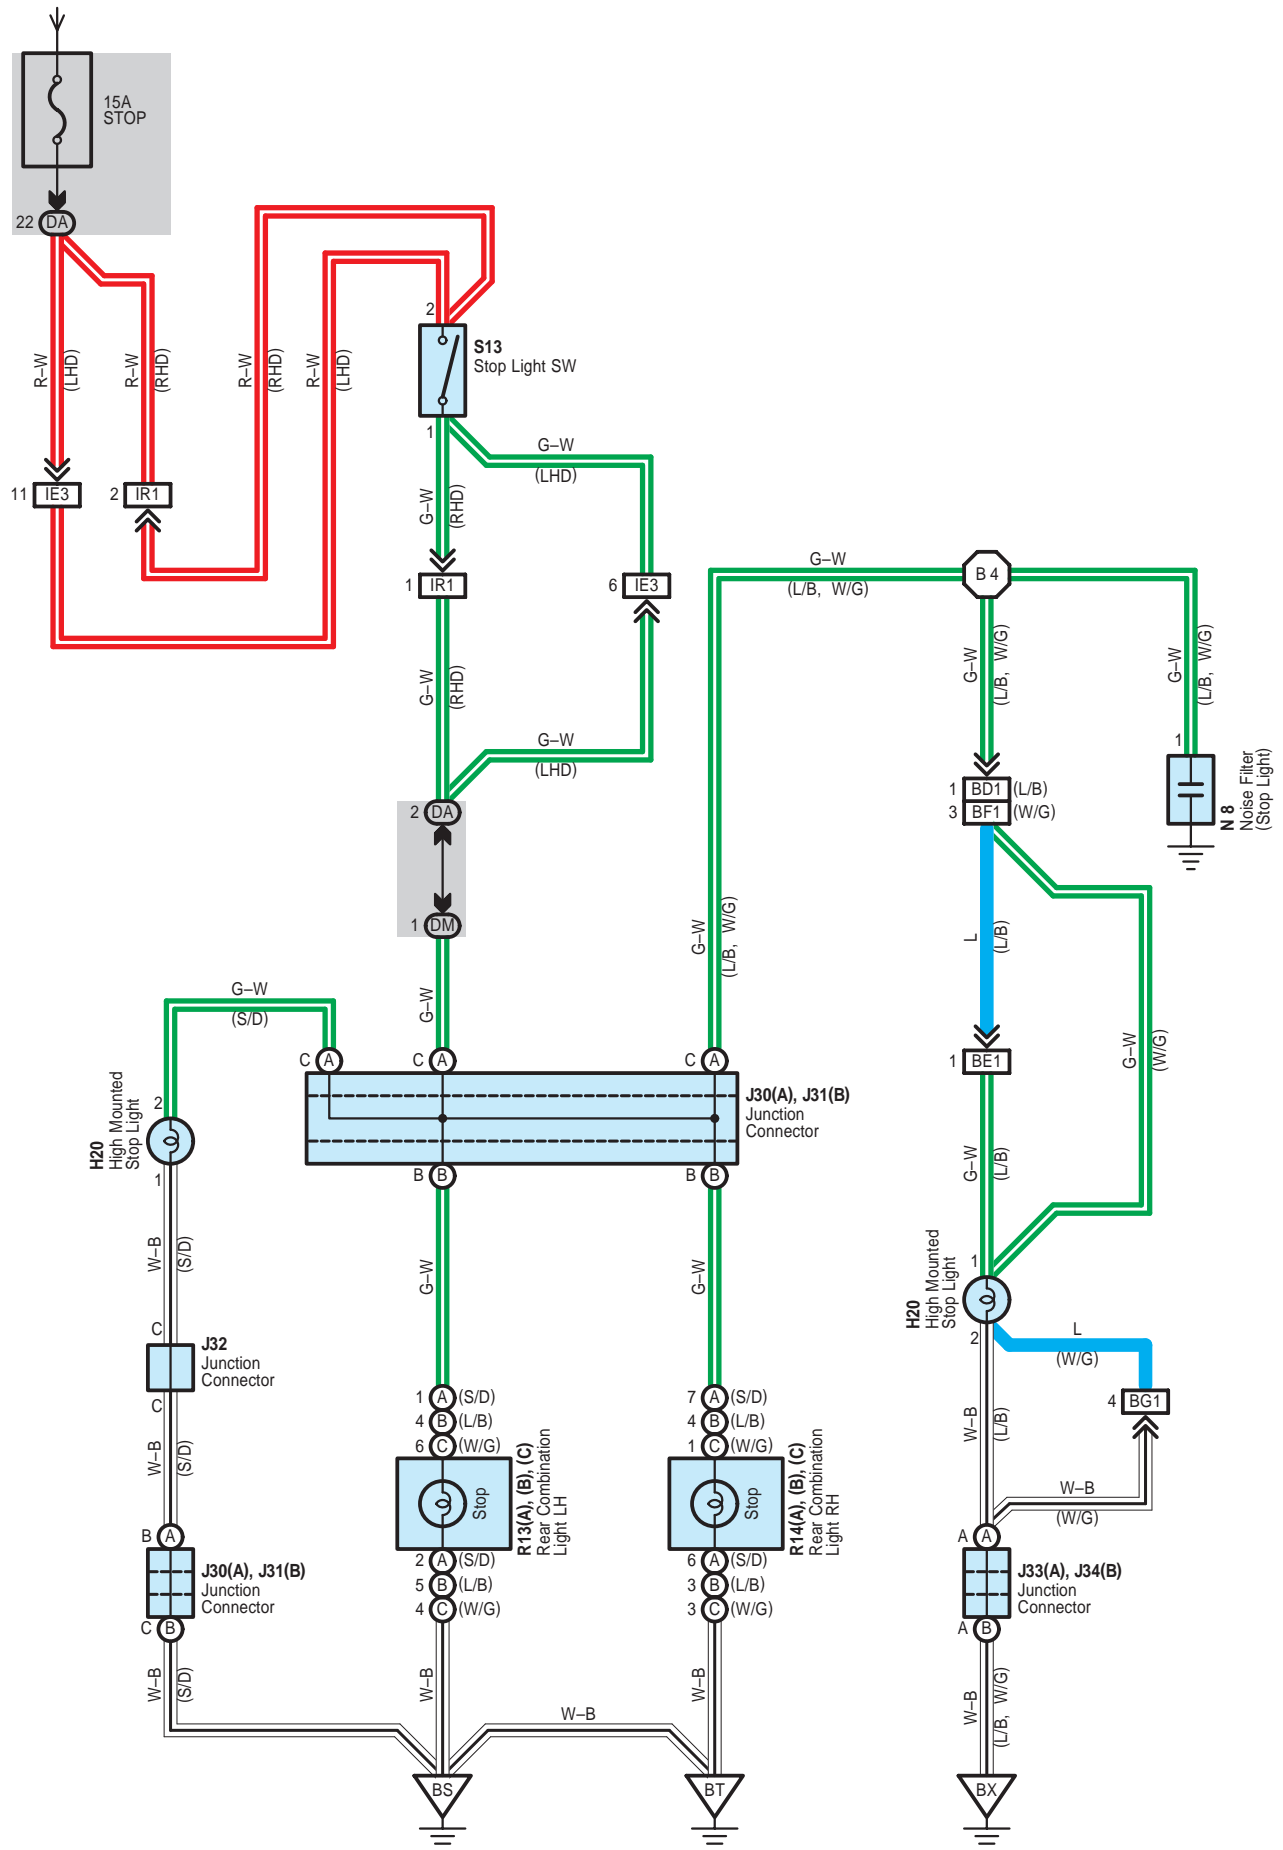 15A
STOP
22 DA
R–W
(LHD)
R–W
(RHD)
R–W
(RHD)
R–W
(LHD)
2
S13
Stop Light SW
1
11 IE3
2 IR1
G–W
(LHD)
G–W
(RHD)
1 IR1
6 IE3
G–W
(RHD)
G–W
(LHD)
2 DA
1 DM
G–W
G–W
(L/B, W/G)
B 4
G–W
(L/B, W/G)
G–W
(L/B, W/G)
1
N 8
Noise Filter
(Stop Light)
1 BD1 (L/B)
3 BF1 (W/G)
G–W
(L/B, W/G)
L
(L/B)
G–W
(W/G)
1 BE1
G–W
(L/B)
G–W
(S/D)
C A
C A
C A
J30(A), J31(B)
Junction
Connector
B B
B B
2
H20
High Mounted
Stop Light
1
W–B
(S/D)
C
J32
Junction
Connector
C
W–B
(S/D)
B A
J30(A), J31(B)
Junction
Connector
C B
W–B
(S/D)
G–W
G–W
1 A (S/D)
4 B (L/B)
6 C (W/G)
Stop
R13(A), (B), (C)
Rear Combination
Light LH
2 A (S/D)
5 B (L/B)
4 C (W/G)
W–B
7 A (S/D)
4 B (L/B)
1 C (W/G)
Stop
R14(A), (B), (C)
Rear Combination
Light RH
6 A (S/D)
3 B (L/B)
3 C (W/G)
W–B
W–B
1
H20
High Mounted
Stop Light
2
L
(W/G)
4 BG1
W–B
(L/B)
W–B
(W/G)
A A
J33(A), J34(B)
Junction
Connector
A B
W–B
(L/B, W/G)
BS
BT
BX